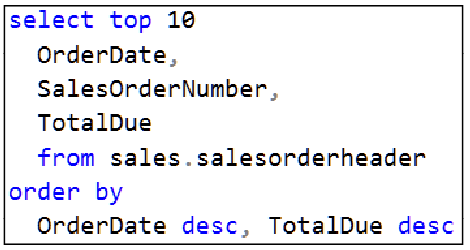 select top 10
OrderDate,
SalesOrderNumber,
TotalDue
from sales.salesorderheader
order by
OrderDate desc, TotalDue desc